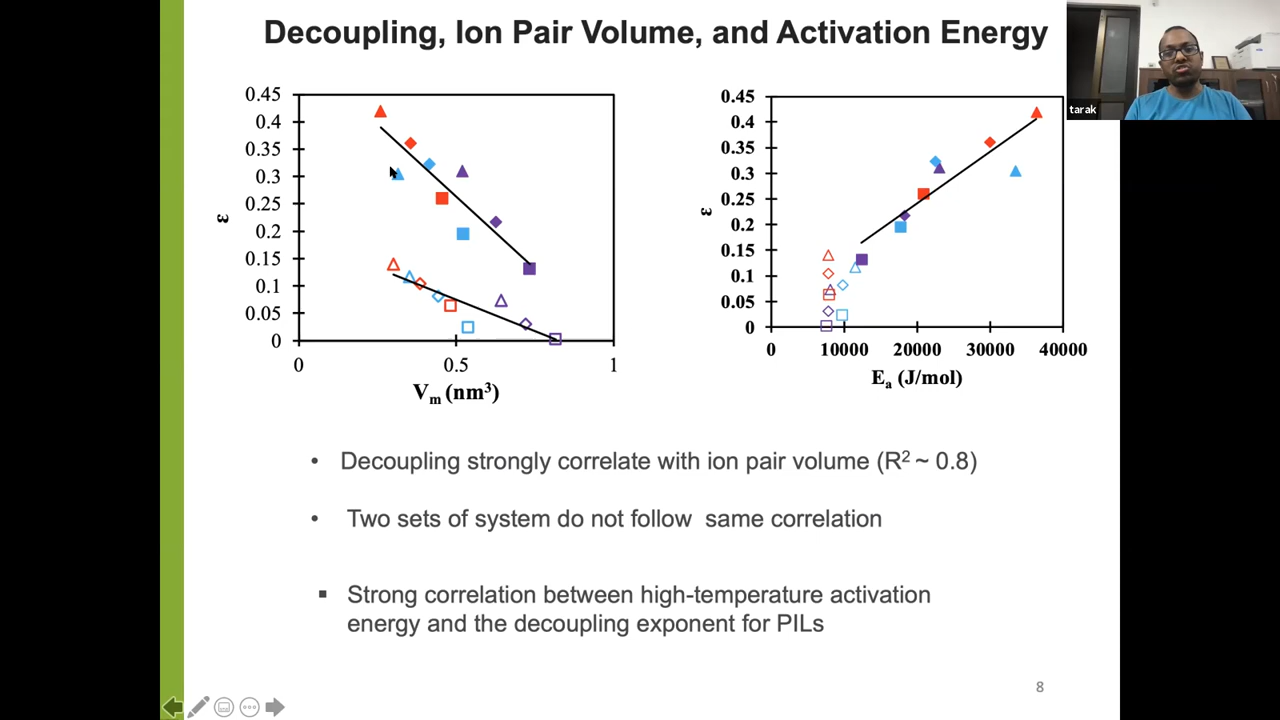 Decoupling, Ion Pair Volume, and Activation Energy
tarak
0.45
0.4
0.35
0.3
0.25
0.2
0.15
0.1
0.05
0
ε
0
0.5
1
Vm (nm³)
0.45
0.4
0.35
0.3
0.25
0.2
0.15
0.1
0.05
0
ε
0
10000
20000
30000
40000
Ea (J/mol)
• Decoupling strongly correlate with ion pair volume (R² ~ 0.8)
• Two sets of system do not follow same correlation
▪ Strong correlation between high-temperature activation
energy and the decoupling exponent for PILs
8